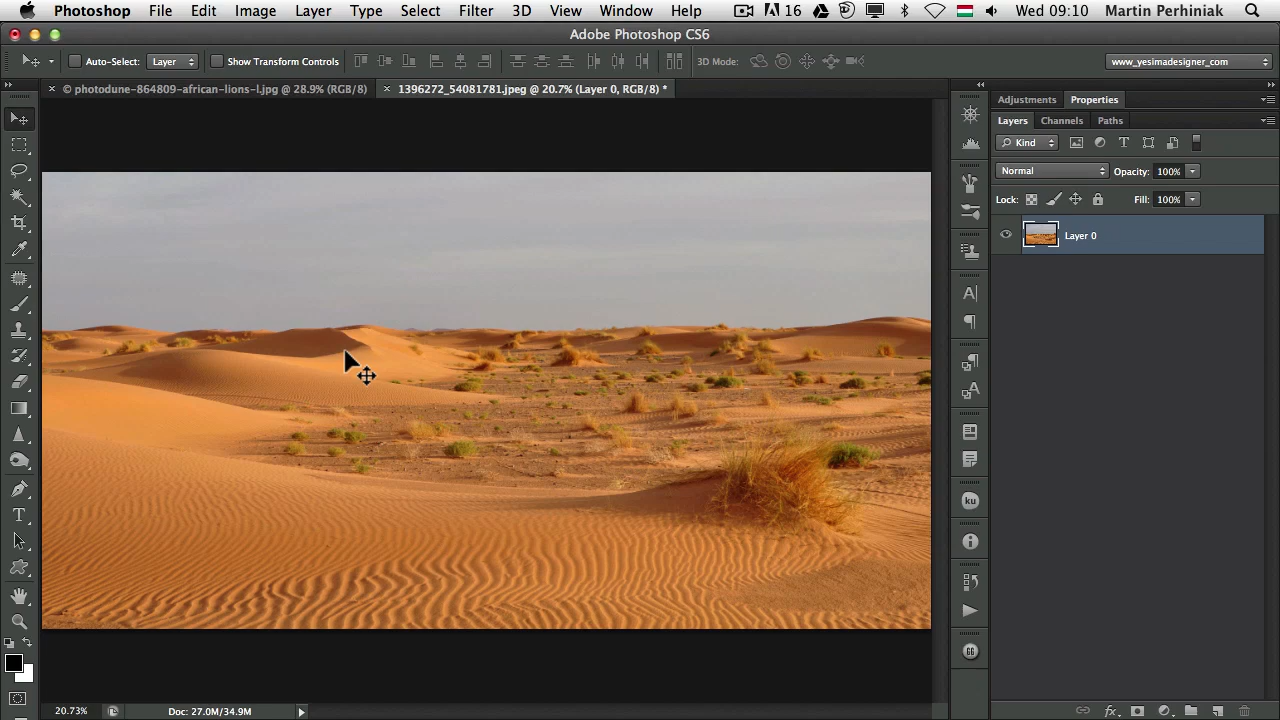 Photoshop File Edit Image Layer Type Select Filter 3D View Window Help 16 Wed 09:10 Martin Perhiniak
Adobe Photoshop CS6
Auto-Select: Layer Show Transform Controls 3D Mode: www_yesimadesigner_com
© photodune-864809-african-lions-l.jpg @ 28.9% (RGB/8) 1396272_54081781.jpeg @ 20.7% (Layer 0, RGB/8) *
Adjustments Properties
Layers Channels Paths
Kind
Normal Opacity: 100%
Lock: Fill: 100%
Layer 0
ku
GG
20.73% Doc: 27.0M/34.9M